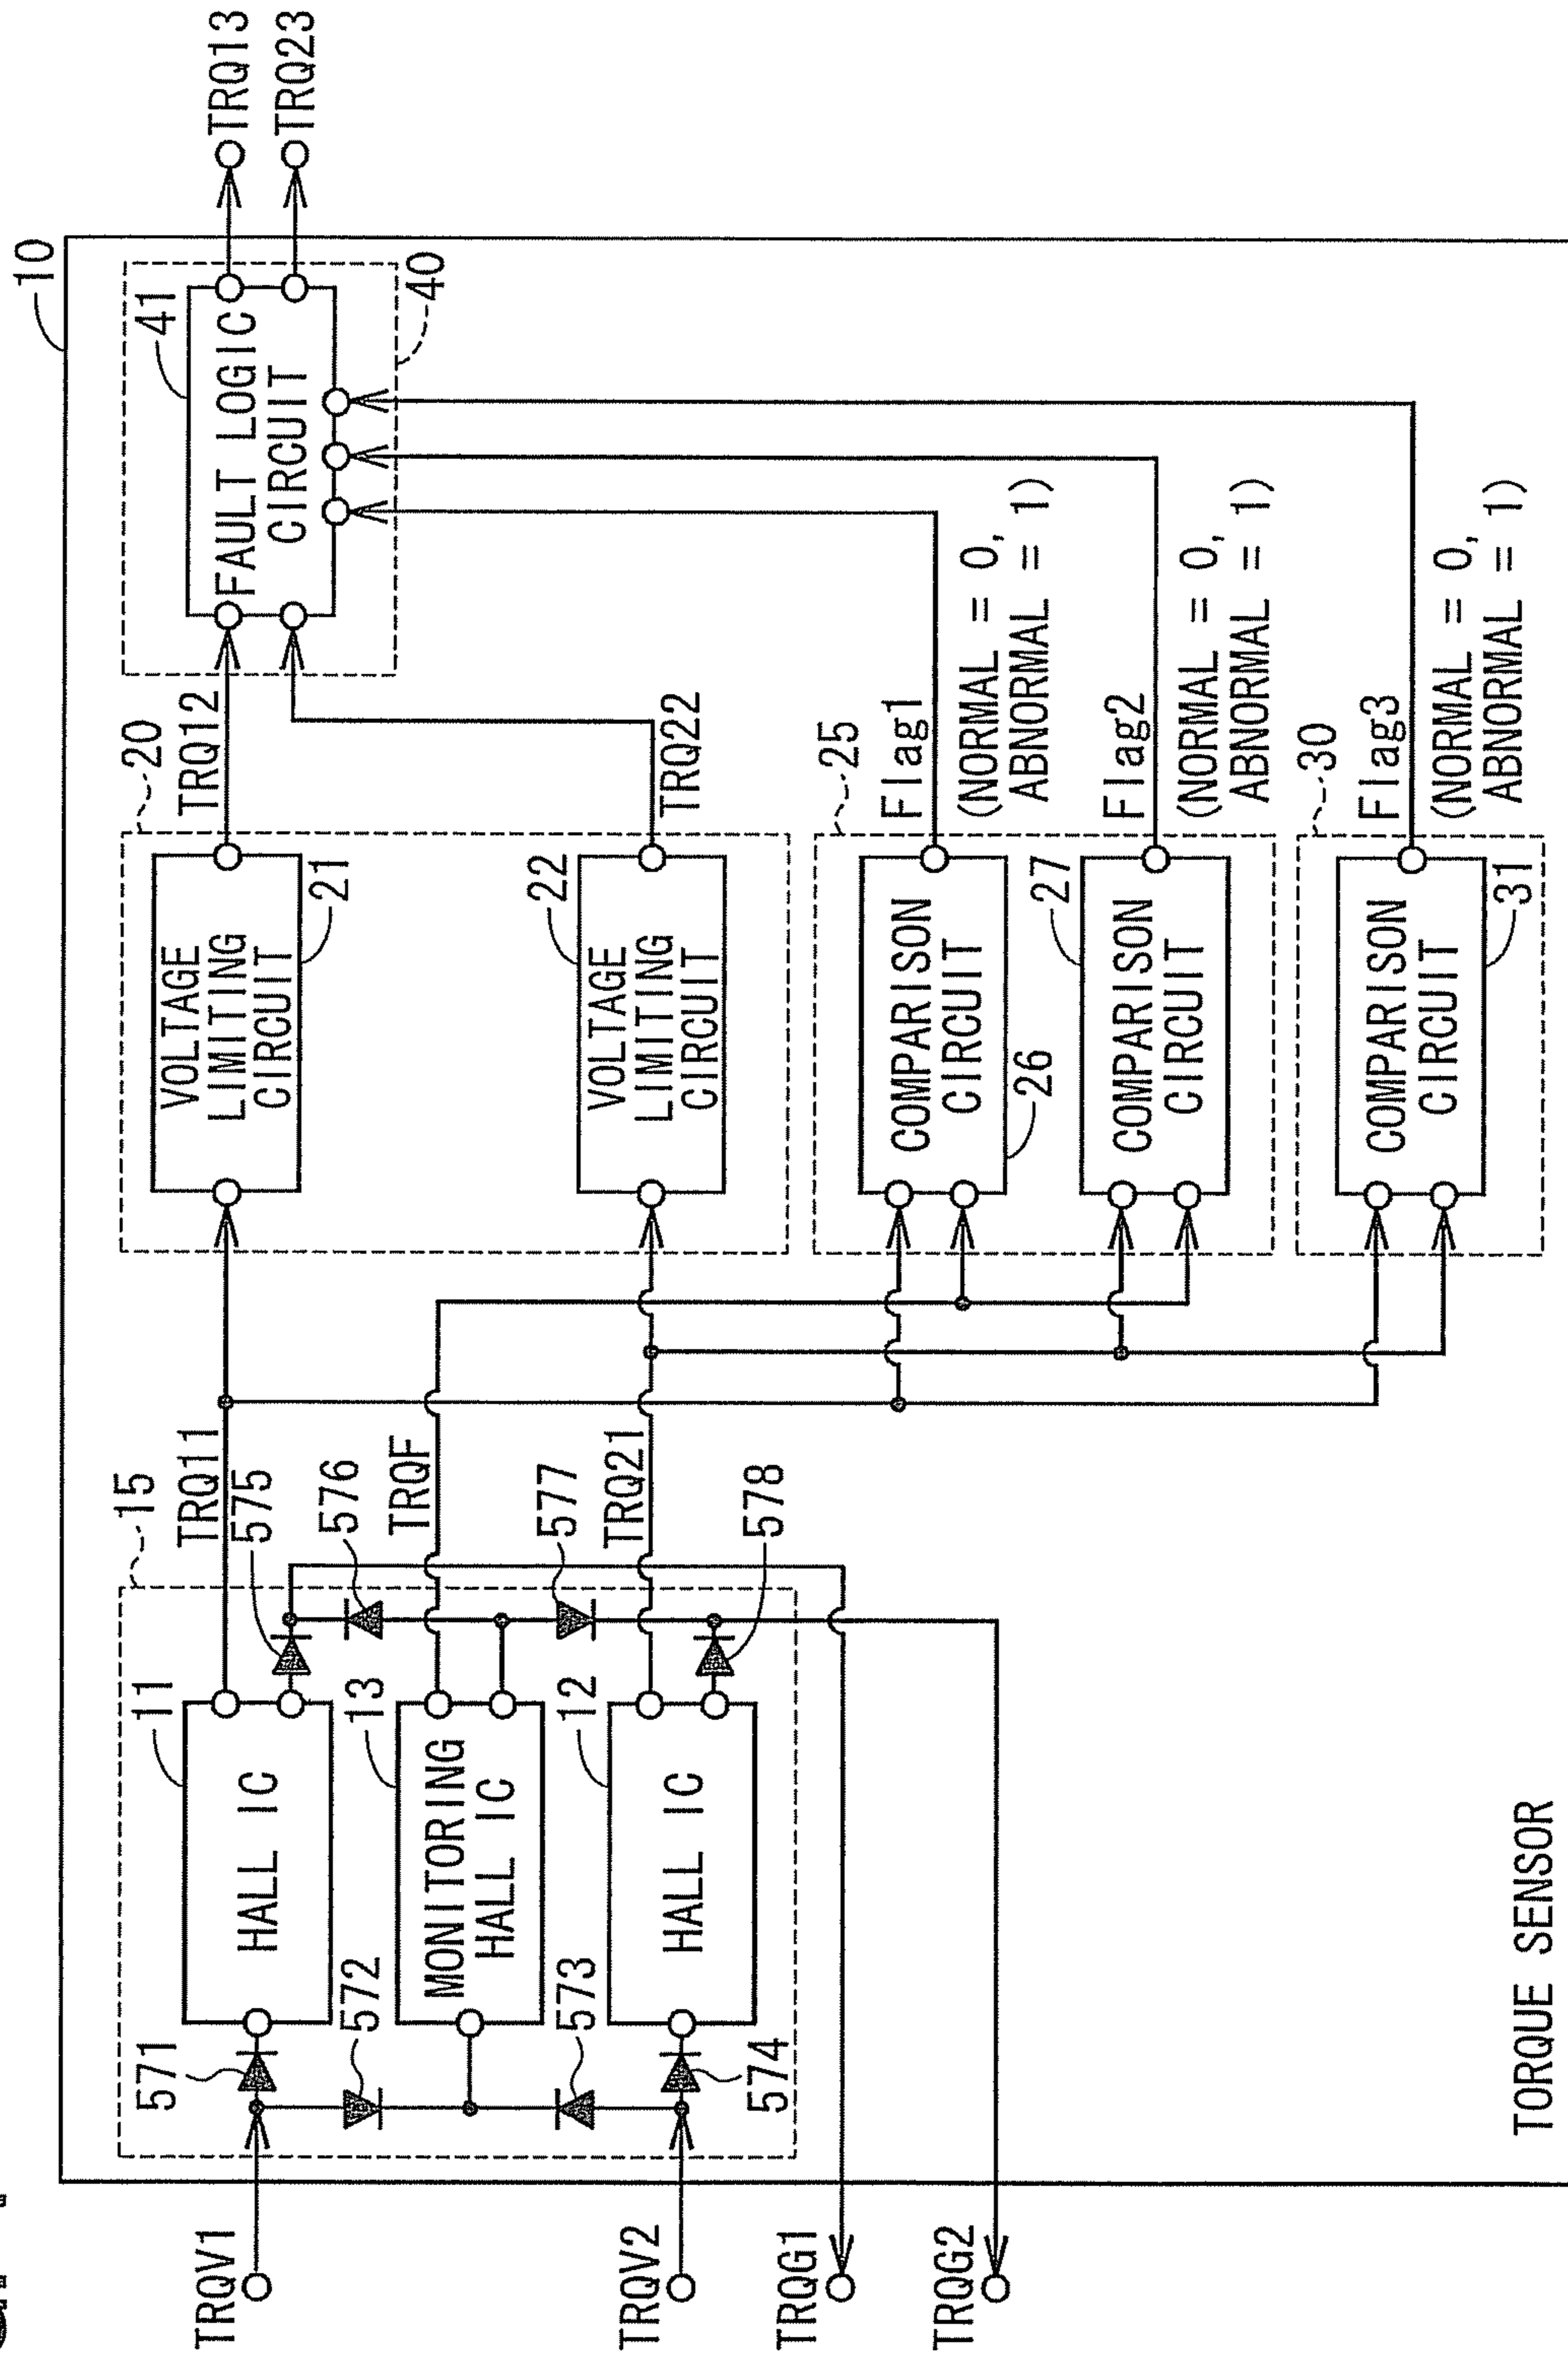 10
15
TRQV1
571
11
HALL IC
TRQ11
575
572
576
13
MONITORING
HALL IC
TRQF
573
577
12
HALL IC
TRQ21
TRQV2
574
578
TRQG1
TRQG2
20
VOLTAGE
LIMITING
CIRCUIT
21
TRQ12
22
VOLTAGE
LIMITING
CIRCUIT
TRQ22
25
COMPARISON
CIRCUIT
26
Flag1
(NORMAL = 0,
ABNORMAL = 1)
27
COMPARISON
CIRCUIT
Flag2
(NORMAL = 0,
ABNORMAL = 1)
30
COMPARISON
CIRCUIT
31
Flag3
(NORMAL = 0,
ABNORMAL = 1)
41
FAULT LOGIC
CIRCUIT
40
TRQ13
TRQ23
TORQUE SENSOR